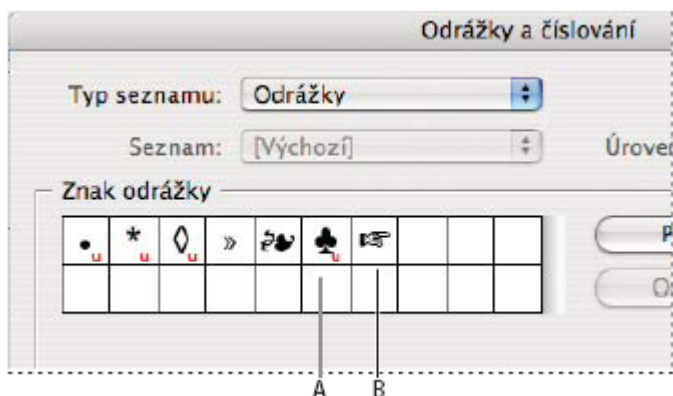 Odrážky a číslování
Typ seznamu: Odrážky
Seznam: [Výchozí]
Znak odrážky
• u * u ◊ u » ♣ u ☞
A B